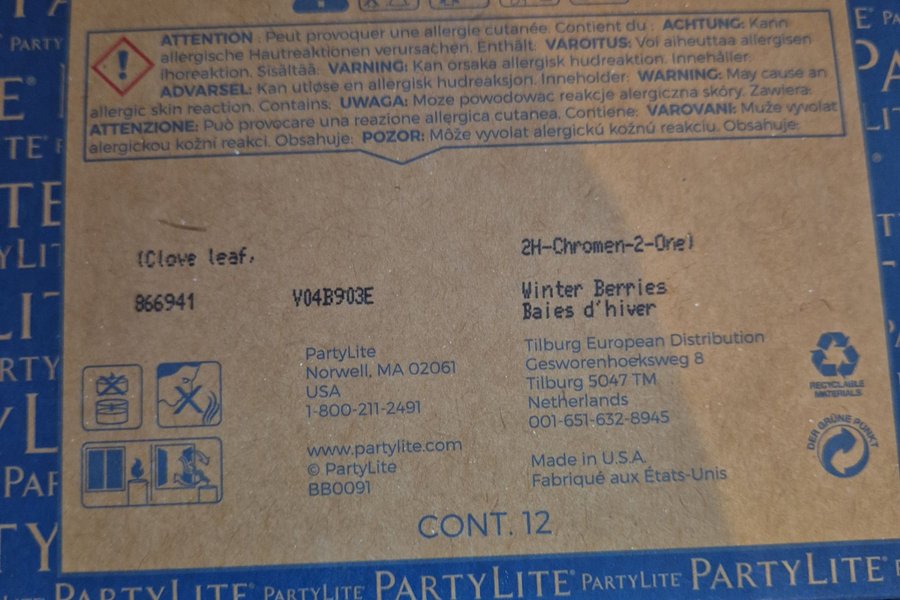 ATTENTION : Peut provoquer une allergie cutanée. Contient du : ACHTUNG: Kann
allergische Hautreaktionen verursachen. Enthält: VAROITUS: Voi aiheuttaa allergisen
ihoreaktion. Sisältää: VARNING: Kan orsaka allergisk hudreaktion. Innehåller:
ADVARSEL: Kan utløse en allergisk hudreaksjon. Inneholder: WARNING: May cause an
allergic skin reaction. Contains: UWAGA: Moze powodować reakcje alergiczna skóry. Zawiera:
ATTENZIONE: Può provocare una reazione allergica cutanea. Contiene: VAROVANI: Muže vyvolat
alergickou kožní reakci. Obsahuje: POZOR: Môže vyvolat alergickú kožnú reakciu. Obsahuje:
(Clove leaf,
2H-Chromen-2-One)
866941
V04B903E
Winter Berries
Baies d'hiver
PartyLite
Norwell, MA 02061
USA
1-800-211-2491
www.partylite.com
© PartyLite
BB0091
Tilburg European Distribution
Gesworenhoeksweg 8
Tilburg 5047 TM
Netherlands
001-651-632-8945
Made in U.S.A.
Fabriqué aux États-Unis
RECYCLABLE
MATERIALS
DER GRÜNE PUNKT
CONT. 12
PARTYLITE® PARTYLITE PARTYLITE® PARTYLITE PARTYLITE®